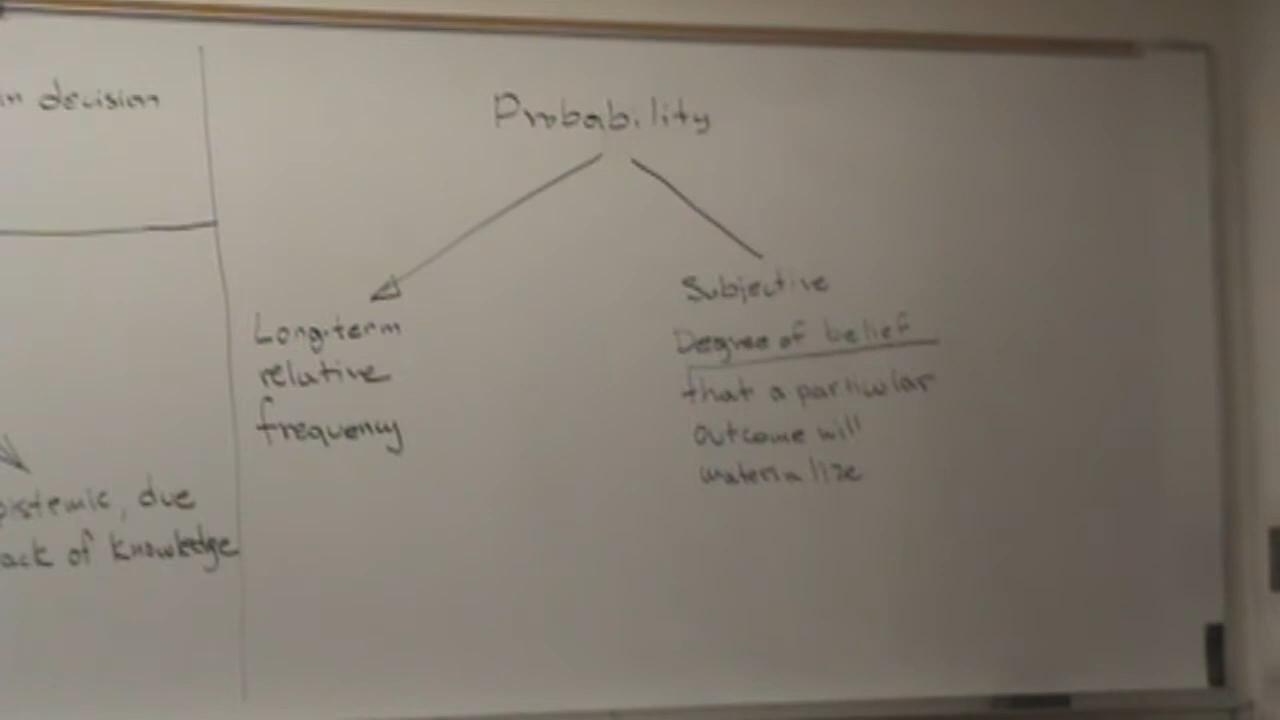 in decision
Probability
Long-term
relative
frequency
Subjective
Degree of belief
that a particular
outcome will
materialize
pistemic, due
ack of knowledge